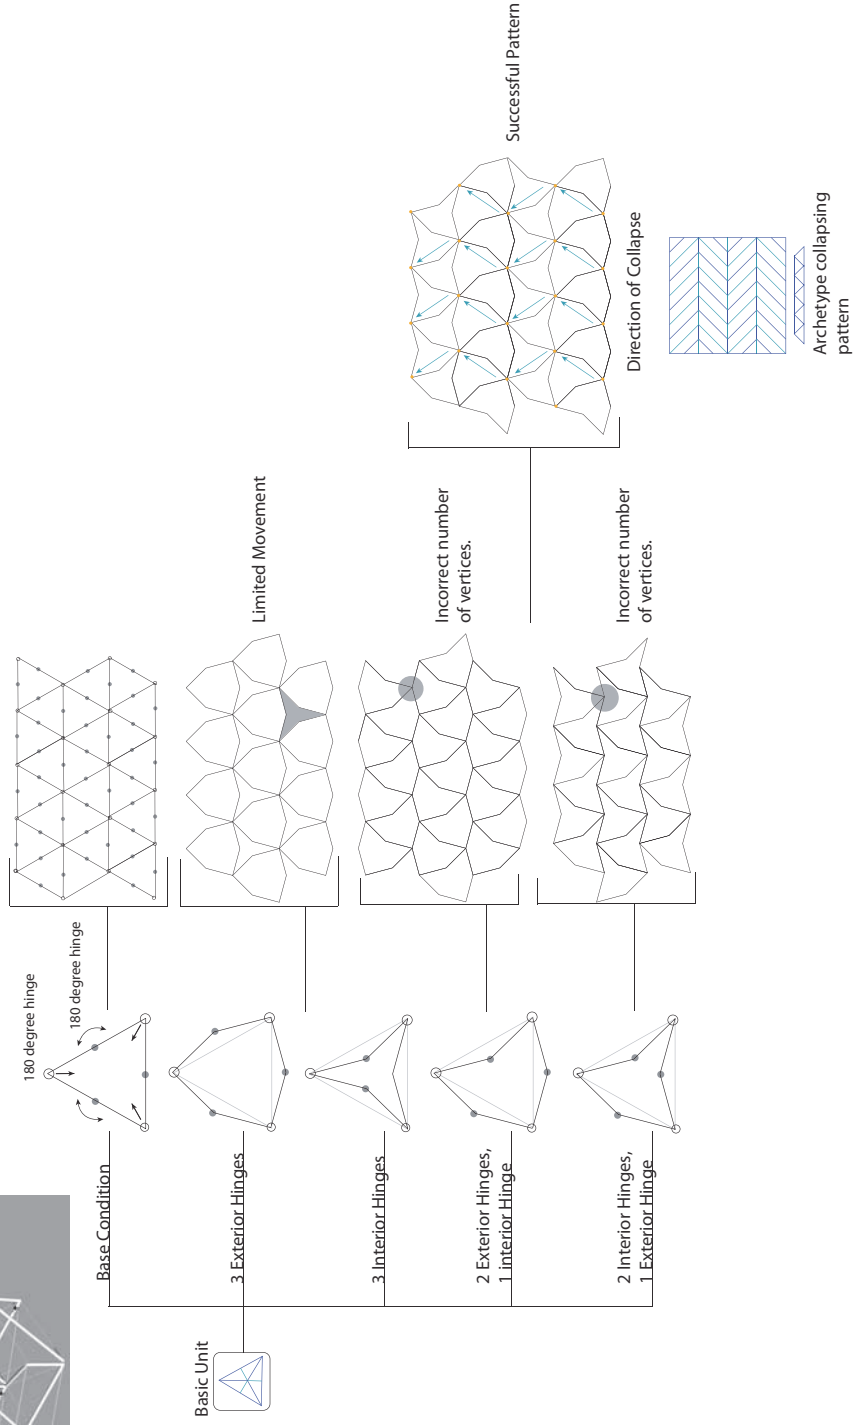 Basic Unit
Base Condition
3 Exterior Hinges
3 Interior Hinges
2 Exterior Hinges,
1 interior Hinge
2 Interior Hinges,
1 Exterior Hinge
180 degree hinge
180 degree hinge
Limited Movement
Incorrect number
of vertices.
Incorrect number
of vertices.
Successful Pattern
Direction of Collapse
Archetype collapsing
pattern